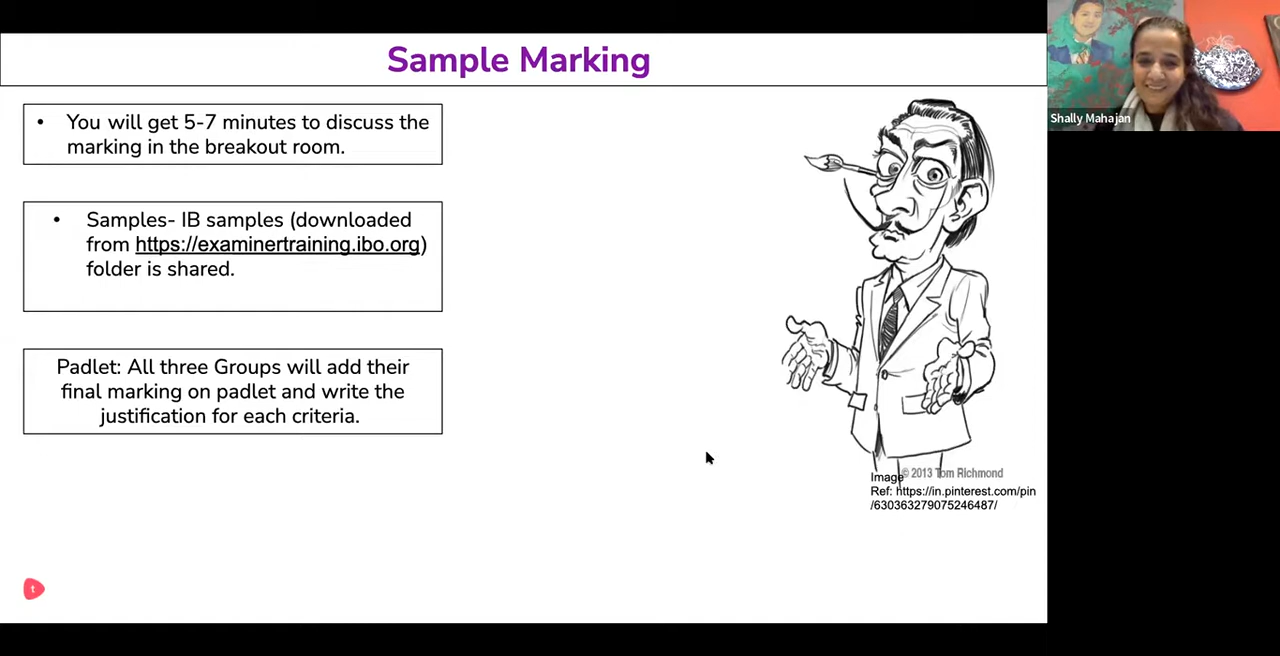 Sample Marking
• You will get 5-7 minutes to discuss the
marking in the breakout room.
• Samples- IB samples (downloaded
from https://examinertraining.ibo.org)
folder is shared.
Padlet: All three Groups will add their
final marking on padlet and write the
justification for each criteria.
© 2013 Tom Richmond
Image
Ref: https://in.pinterest.com/pin
/630363279075246487/
t
Shally Mahajan